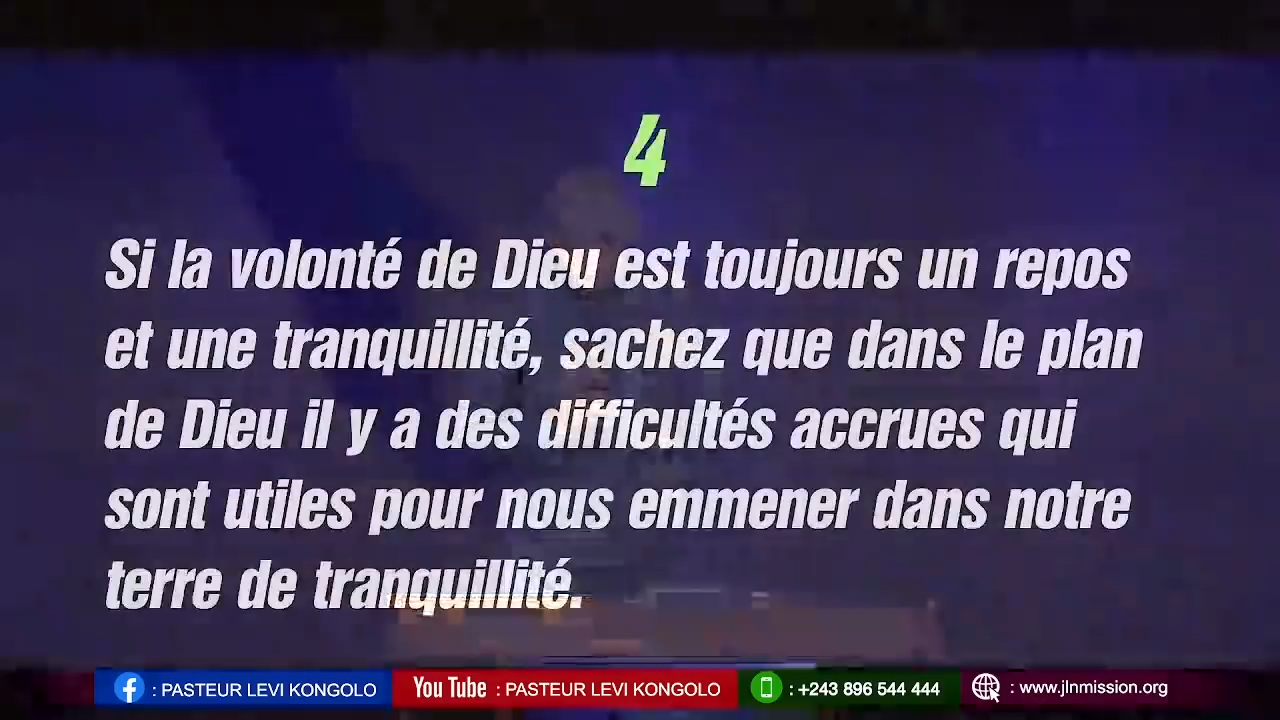 4
Si la volonté de Dieu est toujours un repos
et une tranquillité, sachez que dans le plan
de Dieu il y a des difficultés accrues qui
sont utiles pour nous emmener dans notre
terre de tranquillité.
: PASTEUR LEVI KONGOLO You Tube : PASTEUR LEVI KONGOLO : +243 896 544 444 : www.jlnmission.org